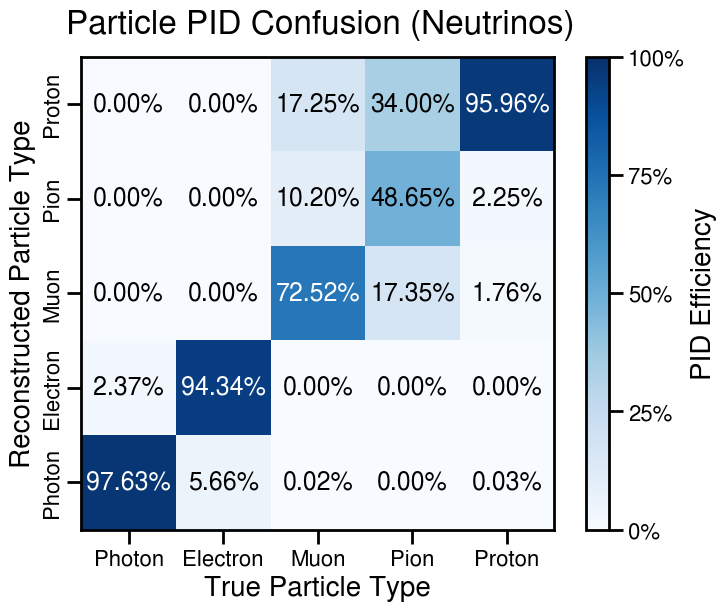 Particle PID Confusion (Neutrinos)
Reconstructed Particle Type
Proton
0.00% 0.00% 17.25% 34.00% 95.96%
Pion
0.00% 0.00% 10.20% 48.65% 2.25%
Muon
0.00% 0.00% 72.52% 17.35% 1.76%
Electron
2.37% 94.34% 0.00% 0.00% 0.00%
Photon
97.63% 5.66% 0.02% 0.00% 0.03%
Photon Electron Muon Pion Proton
True Particle Type
100%
75%
50%
25%
0%
PID Efficiency